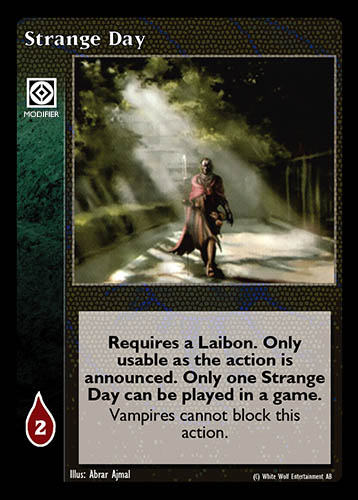 Strange Day
MODIFIER
Requires a Laibon. Only
usable as the action is
announced. Only one Strange
Day can be played in a game.
Vampires cannot block this
action.
2
Illus: Abrar Ajmal
(C) White Wolf Entertainment AB